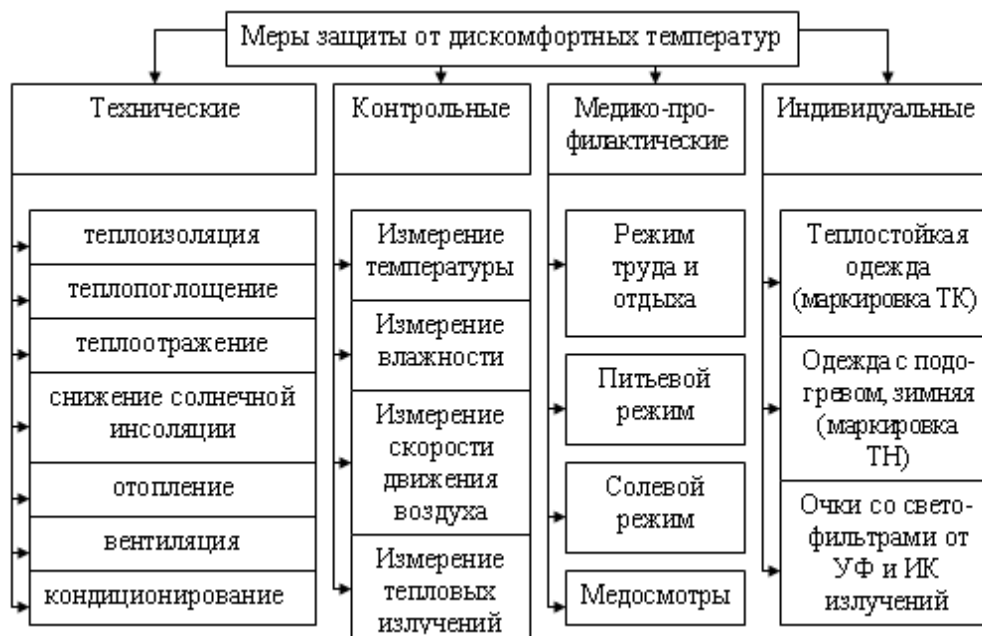 Меры защиты от дискомфортных температур
Технические
теплоизоляция
теплопоглощение
теплоотражение
снижение солнечной
инсоляции
отопление
вентиляция
кондиционирование
Контрольные
Измерение
температуры
Измерение
влажности
Измерение
скорости
движения
воздуха
Измерение
тепловых
излучений
Медико-про-
филактические
Режим
труда и
отдыха
Питьевой
режим
Солевой
режим
Медосмотры
Индивидуальные
Теплостойкая
одежда
(маркировка ТК)
Одежда с подо-
гревом, зимняя
(маркировка
ТН)
Очки со свето-
фильтрами от
УФ и ИК
излучений